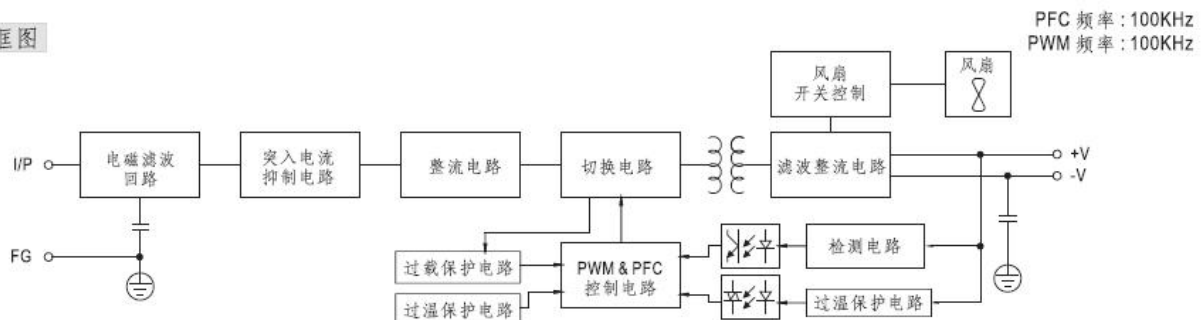 框图
PFC 频率 : 100KHz
PWM 频率 : 100KHz
风扇
开关控制
风扇
I/P
电磁滤波
回路
突入电流
抑制电路
整流电路
切换电路
滤波整流电路
+V
-V
FG
过载保护电路
PWM & PFC
控制电路
检测电路
过温保护电路
过温保护电路